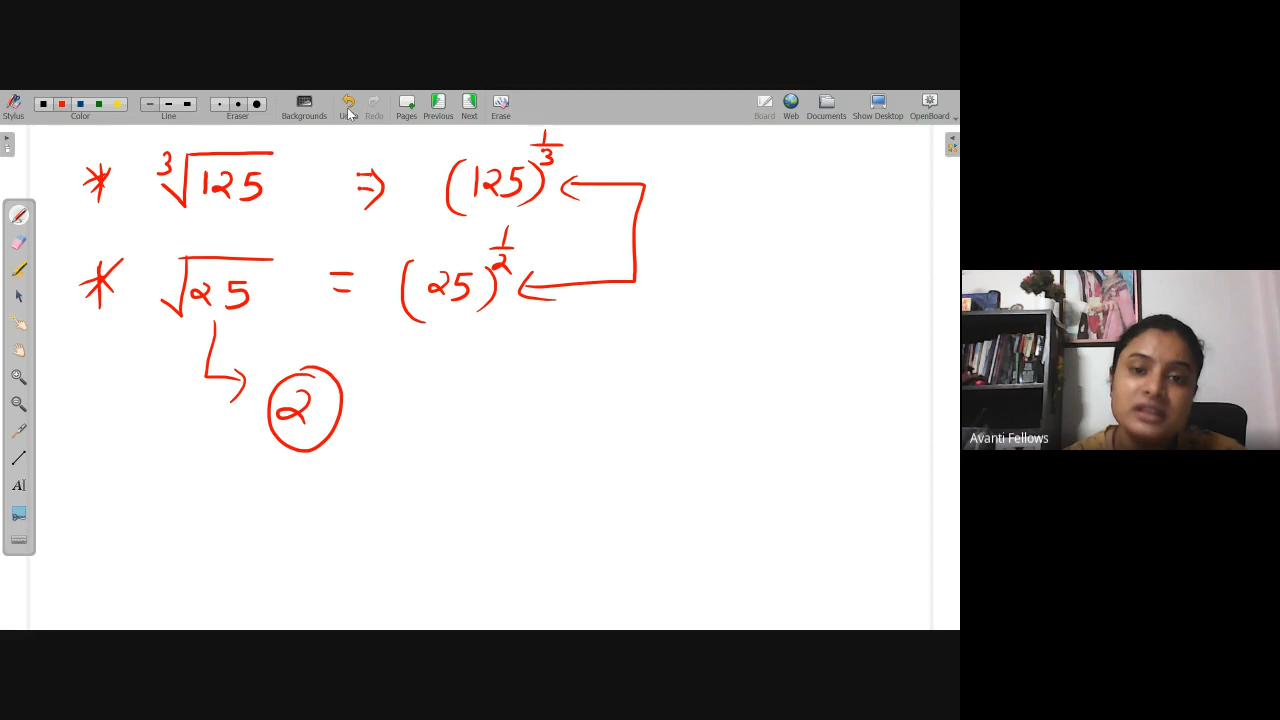 Stylus Color Line Eraser Backgrounds Redo Pages Previous Next Erase Board Web Documents Show Desktop OpenBoard
* ∛125 ⇒ (125)^1/3
* √25 = (25)^1/2
2
Avanti Fellows